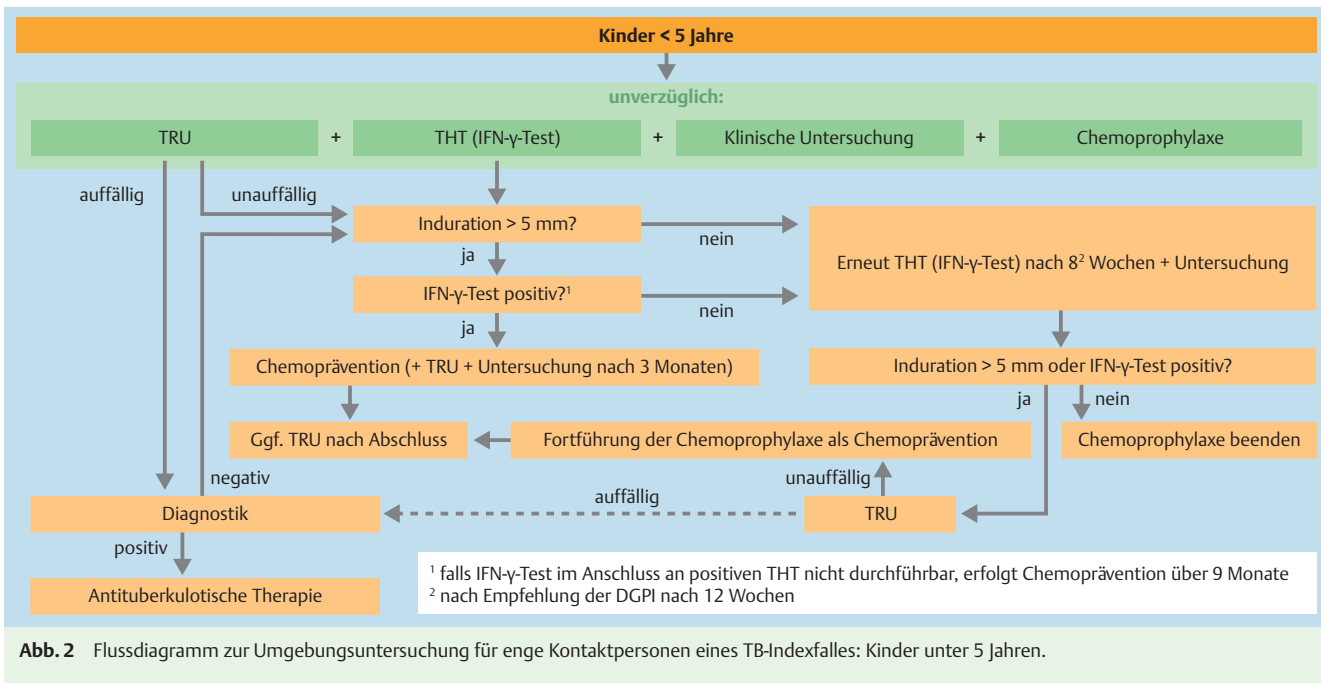 Kinder < 5 Jahre
unverzüglich:
TRU + THT (IFN-γ-Test) + Klinische Untersuchung + Chemoprophylaxe
auffällig
unauffällig
Induration > 5 mm?
nein
ja
Erneut THT (IFN-γ-Test) nach 8² Wochen + Untersuchung
IFN-γ-Test positiv?¹
nein
ja
Chemoprävention (+ TRU + Untersuchung nach 3 Monaten)
Induration > 5 mm oder IFN-γ-Test positiv?
ja
nein
Ggf. TRU nach Abschluss
Fortführung der Chemoprophylaxe als Chemoprävention
Chemoprophylaxe beenden
negativ
unauffällig
auffällig
Diagnostik
TRU
positiv
Antituberkulotische Therapie
¹ falls IFN-γ-Test im Anschluss an positiven THT nicht durchführbar, erfolgt Chemoprävention über 9 Monate
² nach Empfehlung der DGPI nach 12 Wochen
Abb. 2 Flussdiagramm zur Umgebungsuntersuchung für enge Kontaktpersonen eines TB-Indexfalles: Kinder unter 5 Jahren.